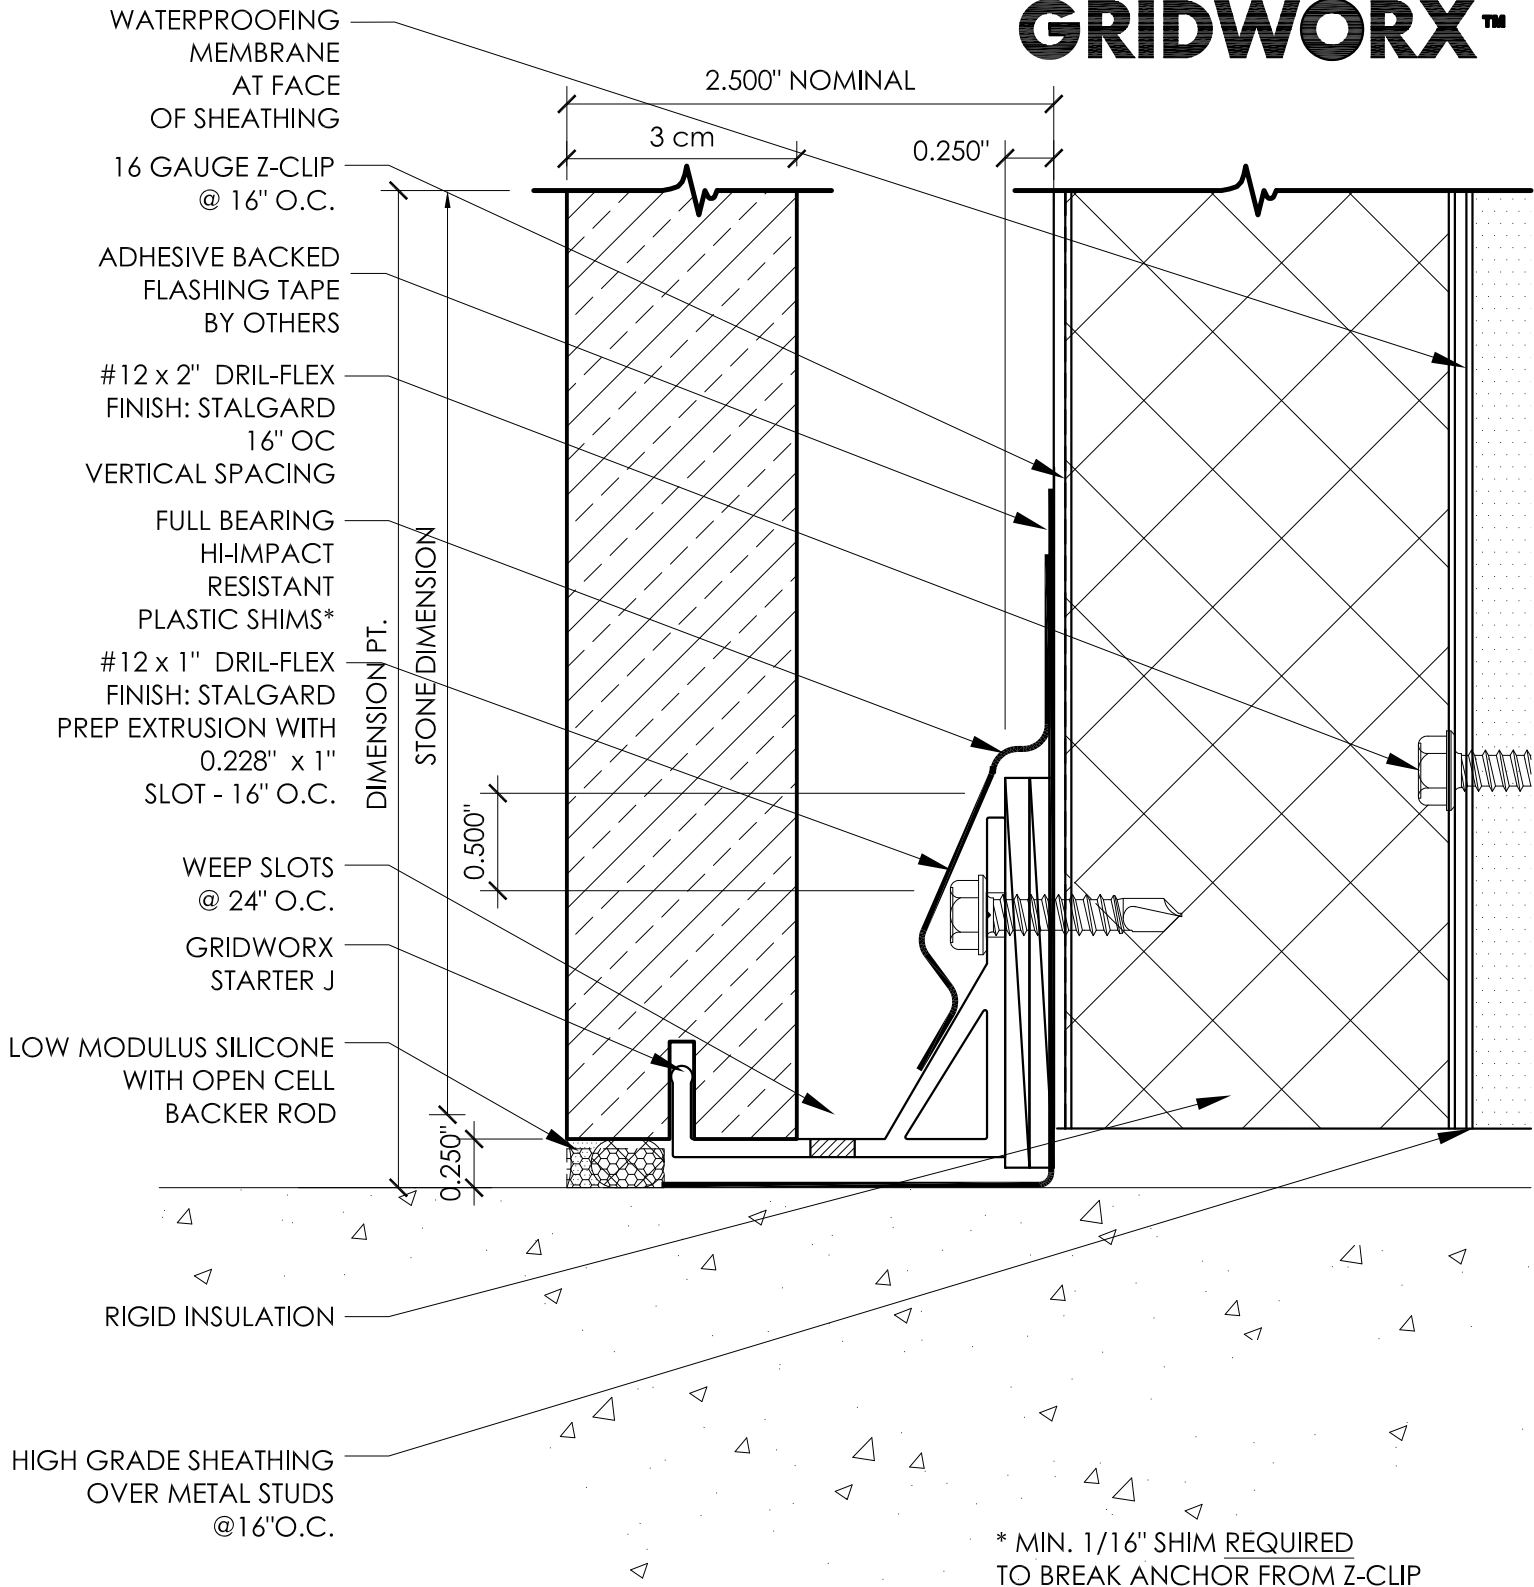 GRIDWORX™
WATERPROOFING
MEMBRANE
AT FACE
OF SHEATHING
2.500" NOMINAL
3 cm
0.250"
16 GAUGE Z-CLIP
@ 16" O.C.
ADHESIVE BACKED
FLASHING TAPE
BY OTHERS
#12 x 2" DRIL-FLEX
FINISH: STALGARD
16" OC
VERTICAL SPACING
FULL BEARING
HI-IMPACT
RESISTANT
PLASTIC SHIMS*
#12 x 1" DRIL-FLEX
FINISH: STALGARD
PREP EXTRUSION WITH
0.228" x 1"
SLOT - 16" O.C.
DIMENSION PT.
STONE DIMENSION
0.500"
WEEP SLOTS
@ 24" O.C.
GRIDWORX
STARTER J
LOW MODULUS SILICONE
WITH OPEN CELL
BACKER ROD
0.250"
RIGID INSULATION
HIGH GRADE SHEATHING
OVER METAL STUDS
@16"O.C.
* MIN. 1/16" SHIM REQUIRED
TO BREAK ANCHOR FROM Z-CLIP